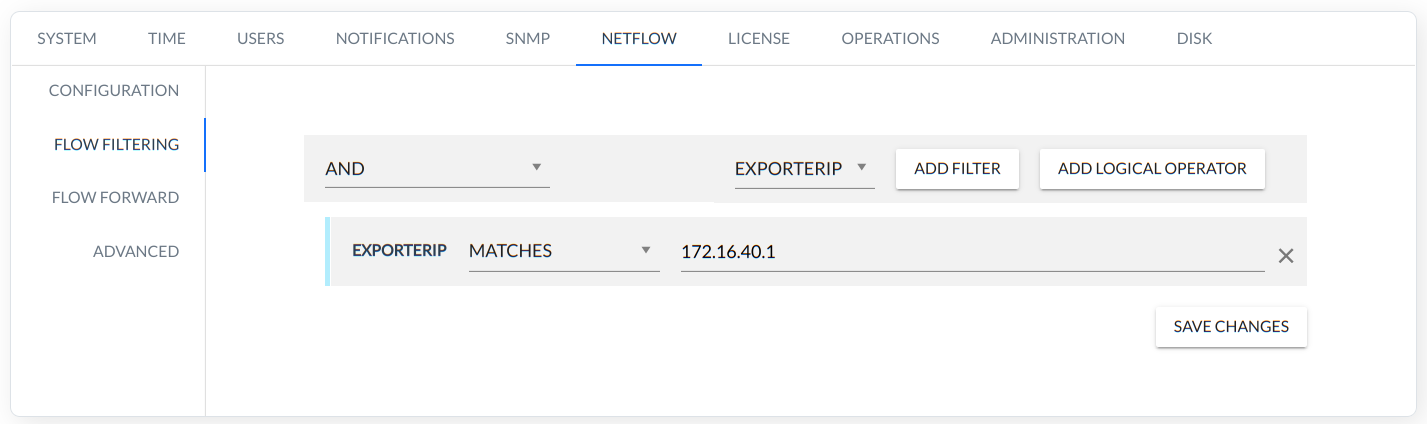 SYSTEM TIME USERS NOTIFICATIONS SNMP NETFLOW LICENSE OPERATIONS ADMINISTRATION DISK
CONFIGURATION
FLOW FILTERING
FLOW FORWARD
ADVANCED
AND EXPORTERIP ADD FILTER ADD LOGICAL OPERATOR
EXPORTERIP MATCHES 172.16.40.1
SAVE CHANGES